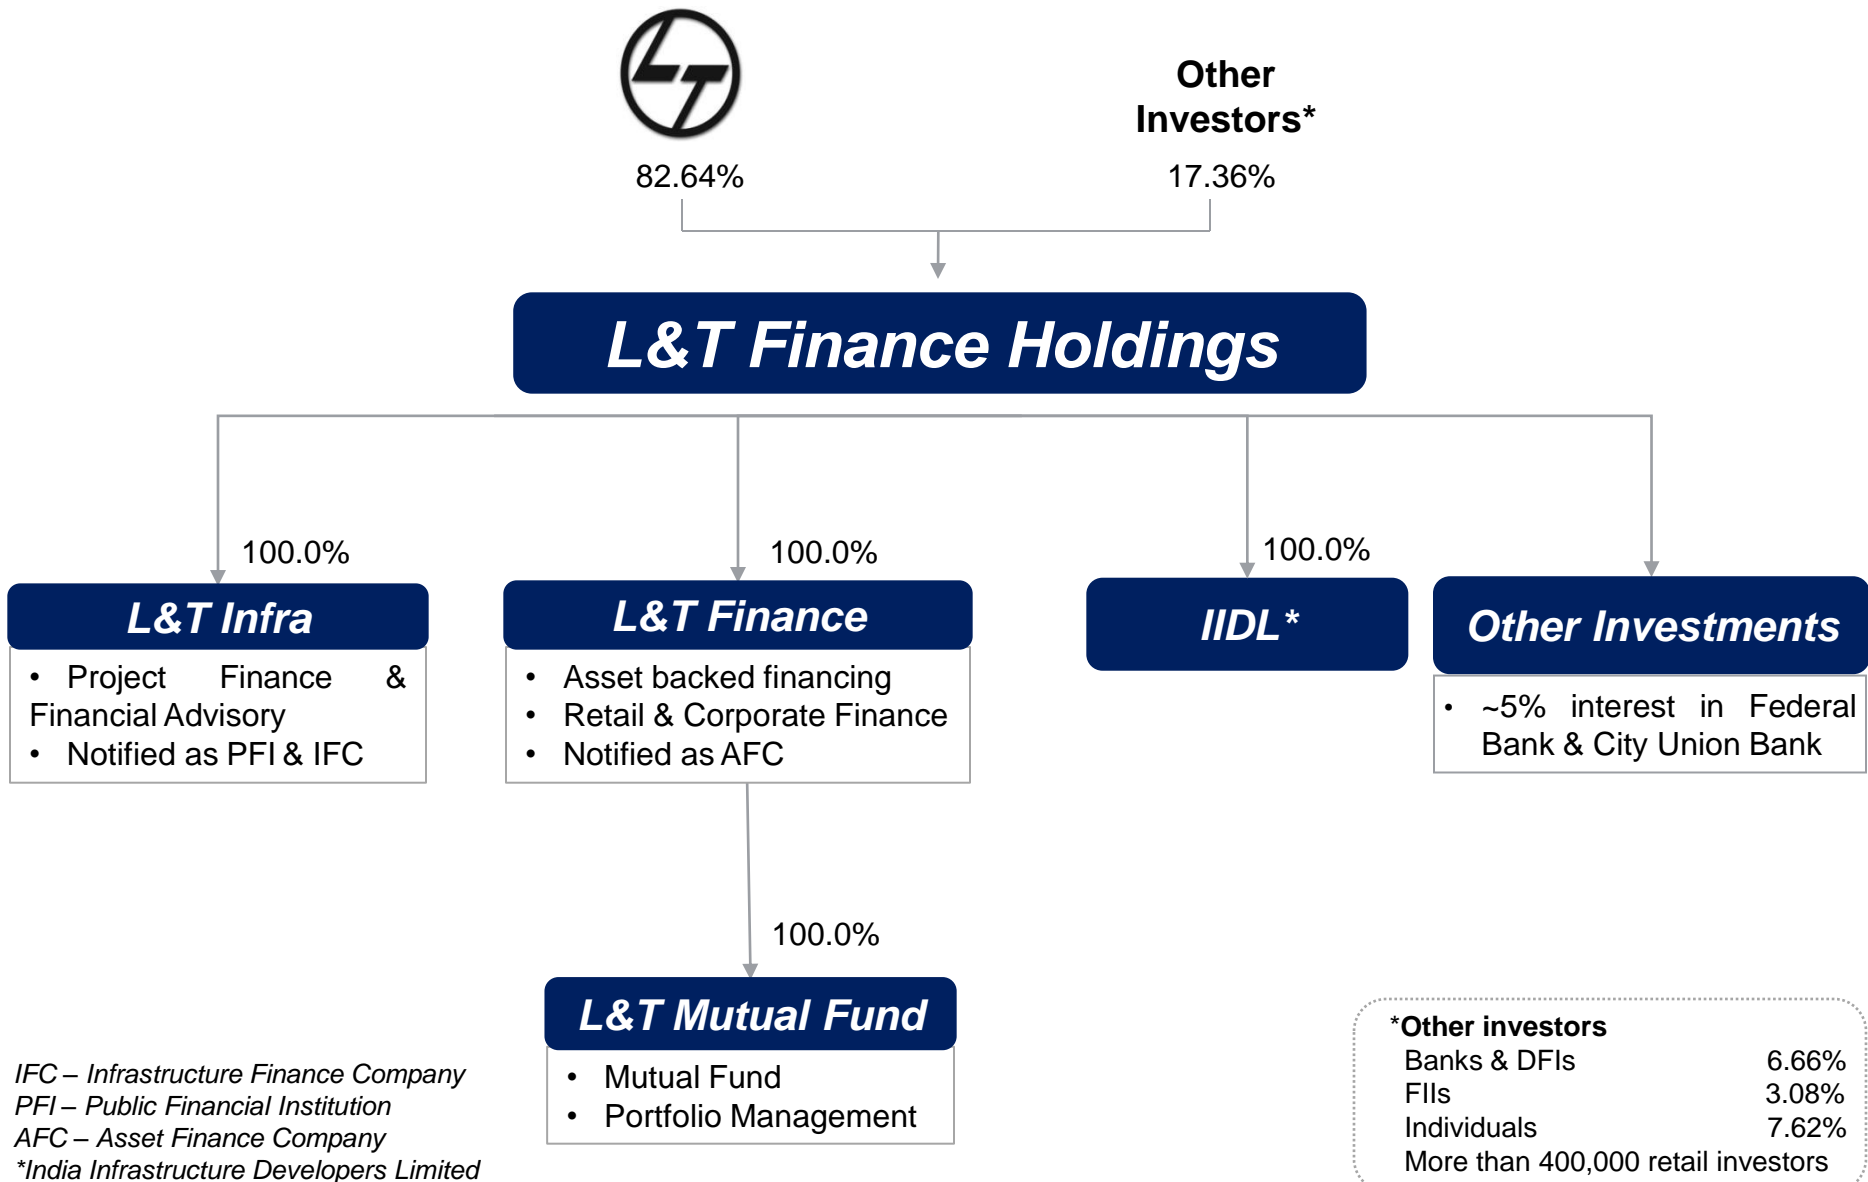 LT
Other
Investors*
82.64%
17.36%
L&T Finance Holdings
100.0%
100.0%
100.0%
L&T Infra
• Project Finance &
Financial Advisory
• Notified as PFI & IFC
L&T Finance
• Asset backed financing
• Retail & Corporate Finance
• Notified as AFC
IIDL*
Other Investments
• ~5% interest in Federal
Bank & City Union Bank
100.0%
L&T Mutual Fund
• Mutual Fund
• Portfolio Management
IFC – Infrastructure Finance Company
PFI – Public Financial Institution
AFC – Asset Finance Company
*India Infrastructure Developers Limited
*Other investors
Banks & DFIs 6.66%
FIIs 3.08%
Individuals 7.62%
More than 400,000 retail investors